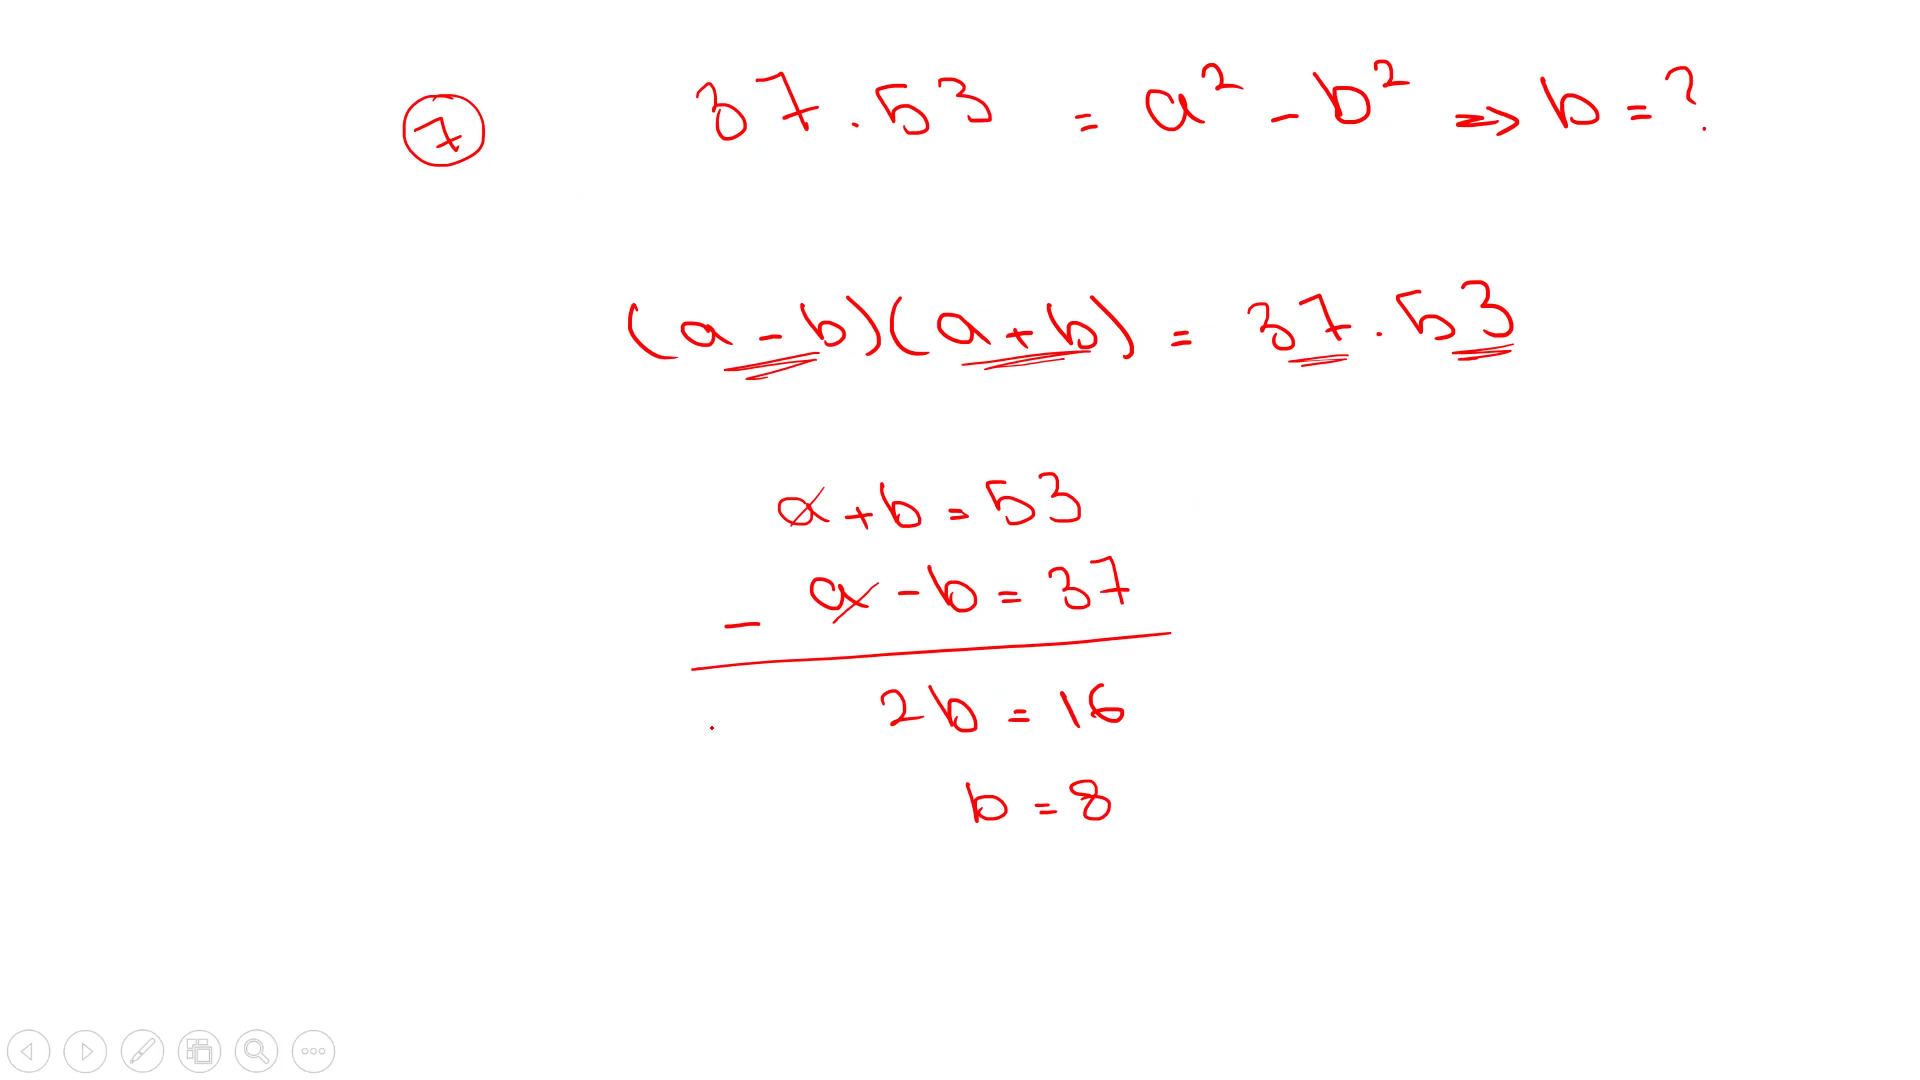 7 37.53 = a² - b² => b = ?
(a - b)(a + b) = 37.53
a + b = 53
- a - b = 37
2b = 16
b = 8